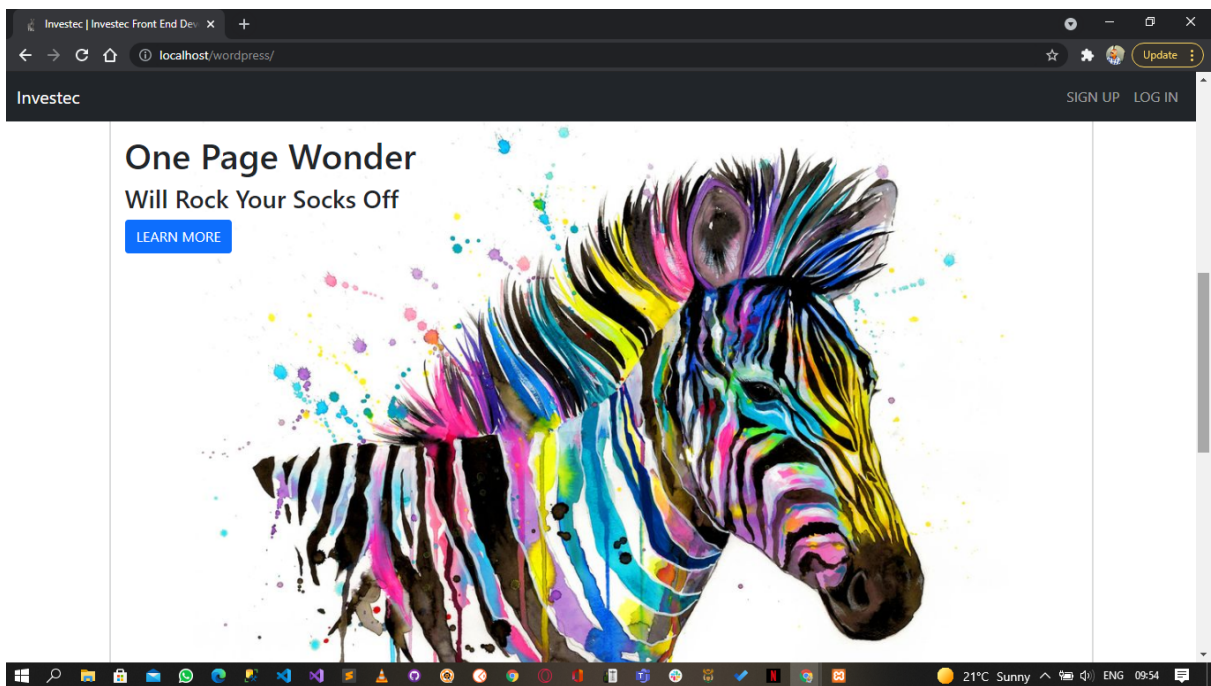 Investec | Investec Front End Dev
localhost/wordpress/
Update
Investec
SIGN UP LOG IN
One Page Wonder
Will Rock Your Socks Off
LEARN MORE
21°C Sunny ENG 09:54